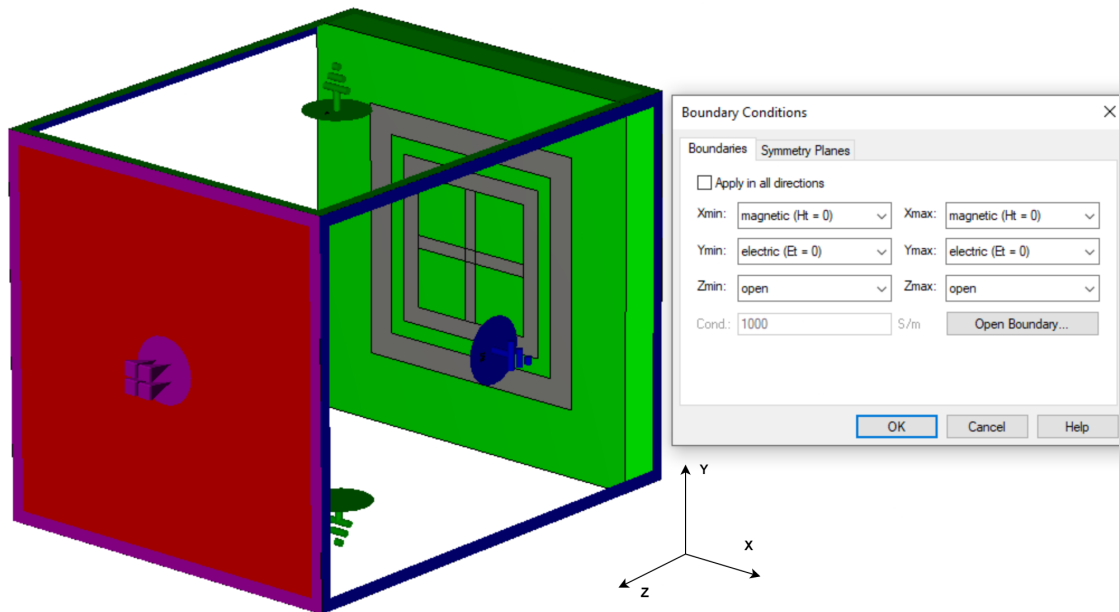 Boundary Conditions
Boundaries Symmetry Planes
Apply in all directions
Xmin: magnetic (Ht = 0) Xmax: magnetic (Ht = 0)
Ymin: electric (Et = 0) Ymax: electric (Et = 0)
Zmin: open Zmax: open
Cond.: 1000 S/m Open Boundary...
OK Cancel Help
Y
X
Z